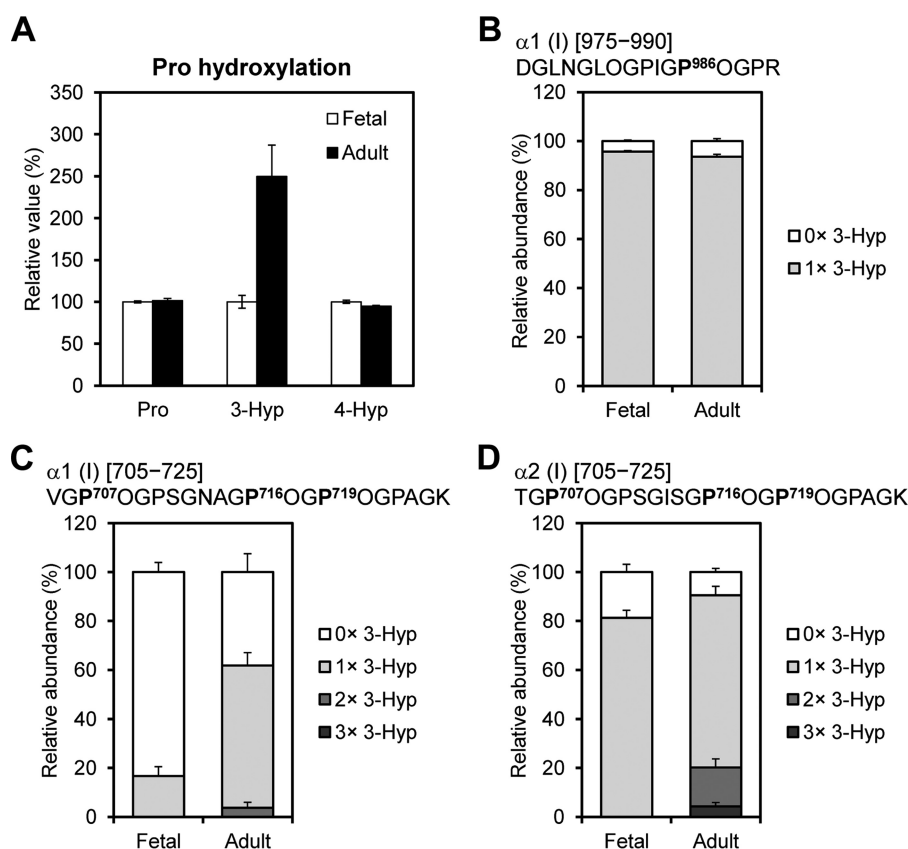 A
Pro hydroxylation
Relative value (%)
350
300
250
200
150
100
50
0
Fetal
Adult
Pro
3-Hyp
4-Hyp
B
α1 (I) [975−990]
DGLNGLOGPIGP⁹⁸⁶OGPR
Relative abundance (%)
120
100
80
60
40
20
0
Fetal
Adult
0× 3-Hyp
1× 3-Hyp
C
α1 (I) [705−725]
VGP⁷⁰⁷OGPSGNAGP⁷¹⁶OGP⁷¹⁹OGPAGK
Relative abundance (%)
120
100
80
60
40
20
0
Fetal
Adult
0× 3-Hyp
1× 3-Hyp
2× 3-Hyp
3× 3-Hyp
D
α2 (I) [705−725]
TGP⁷⁰⁷OGPSGISGP⁷¹⁶OGP⁷¹⁹OGPAGK
Relative abundance (%)
120
100
80
60
40
20
0
Fetal
Adult
0× 3-Hyp
1× 3-Hyp
2× 3-Hyp
3× 3-Hyp